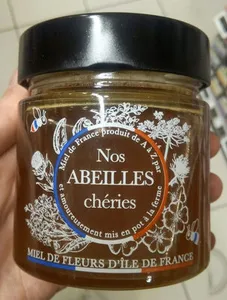 Miel de France produit de A à Z par
Nos
ABEILLES
chéries
et amoureusement mis en pot à la ferme
MIEL DE FLEURS D'ÎLE DE FRANCE